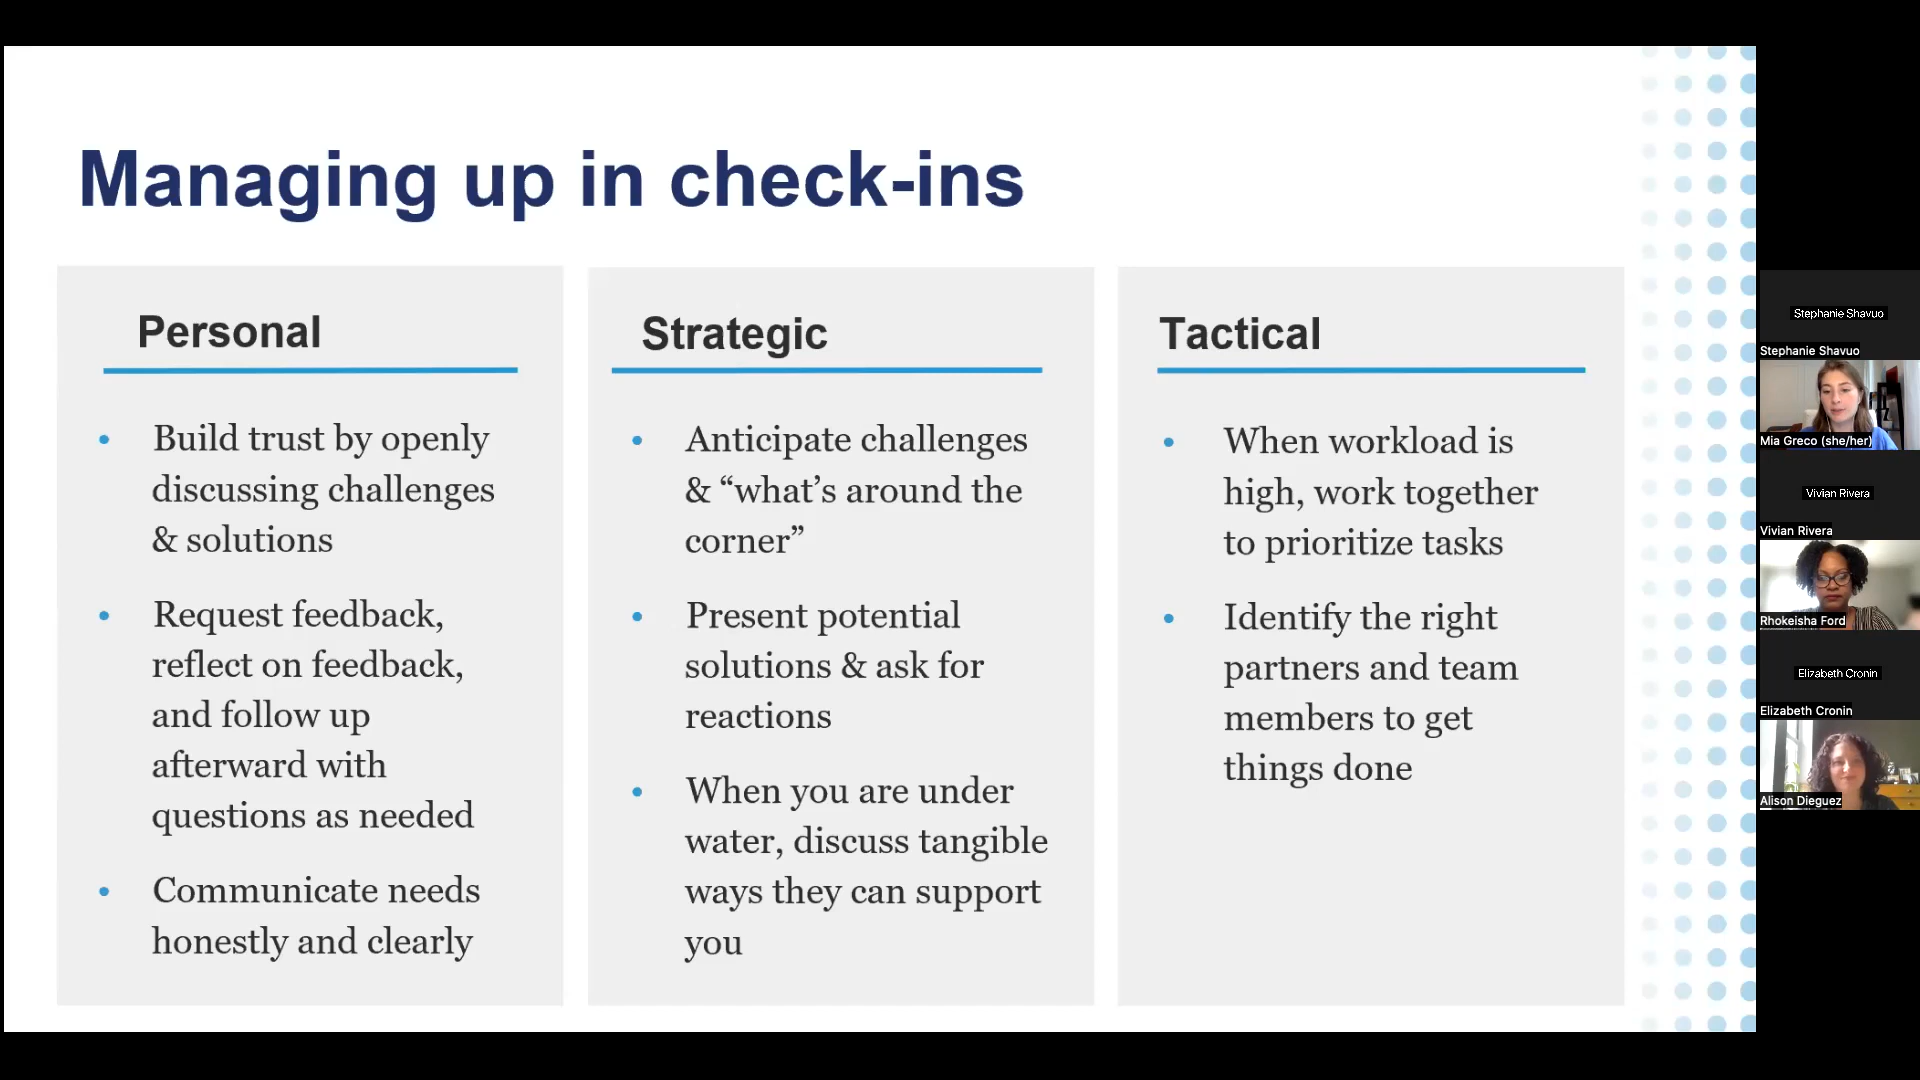 Managing up in check-ins
Personal
• Build trust by openly
discussing challenges
& solutions
• Request feedback,
reflect on feedback,
and follow up
afterward with
questions as needed
• Communicate needs
honestly and clearly
Strategic
• Anticipate challenges
& “what’s around the
corner”
• Present potential
solutions & ask for
reactions
• When you are under
water, discuss tangible
ways they can support
you
Tactical
• When workload is
high, work together
to prioritize tasks
• Identify the right
partners and team
members to get
things done
Stephanie Shavuo
Stephanie Shavuo
Mia Greco (she/her)
Vivian Rivera
Vivian Rivera
Rhokeisha Ford
Elizabeth Cronin
Elizabeth Cronin
Alison Dieguez